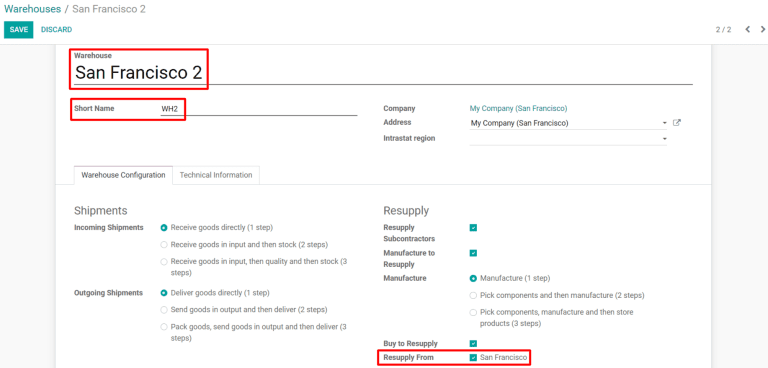 Warehouses / San Francisco 2
SAVE DISCARD 2 / 2
Warehouse
San Francisco 2
Short Name WH2
Company My Company (San Francisco)
Address My Company (San Francisco)
Intrastat region
Warehouse Configuration Technical Information
Shipments
Incoming Shipments Receive goods directly (1 step)
Receive goods in input and then stock (2 steps)
Receive goods in input, then quality and then stock (3
steps)
Outgoing Shipments Deliver goods directly (1 step)
Send goods in output and then deliver (2 steps)
Pack goods, send goods in output and then deliver (3
steps)
Resupply
Resupply
Subcontractors
Manufacture to
Resupply
Manufacture Manufacture (1 step)
Pick components and then manufacture (2 steps)
Pick components, manufacture and then store
products (3 steps)
Buy to Resupply
Resupply From San Francisco